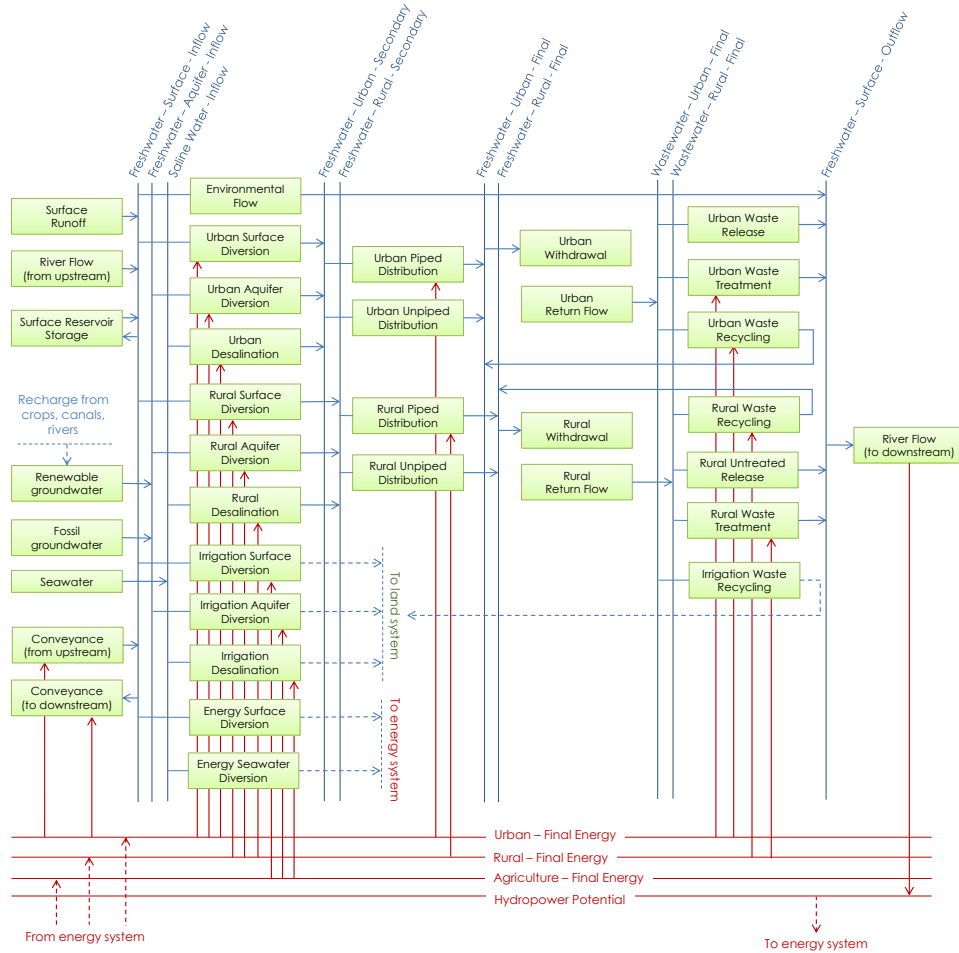 Freshwater – Surface - Inflow
Freshwater – Aquifer - Inflow
Saline Water - Inflow
Freshwater – Urban - Secondary
Freshwater – Rural - Secondary
Freshwater – Urban - Final
Freshwater – Rural - Final
Wastewater – Urban – Final
Wastewater – Rural - Final
Freshwater – Surface - Outflow
Surface
Runoff
River Flow
(from upstream)
Surface Reservoir
Storage
Recharge from
crops, canals,
rivers
Renewable
groundwater
Fossil
groundwater
Seawater
Conveyance
(from upstream)
Conveyance
(to downstream)
Environmental
Flow
Urban Surface
Diversion
Urban Aquifer
Diversion
Urban
Desalination
Rural Surface
Diversion
Rural Aquifer
Diversion
Rural
Desalination
Irrigation Surface
Diversion
Irrigation Aquifer
Diversion
Irrigation
Desalination
Energy Surface
Diversion
Energy Seawater
Diversion
Urban Piped
Distribution
Urban Unpiped
Distribution
Rural Piped
Distribution
Rural Unpiped
Distribution
To land system
To energy system
Urban
Withdrawal
Urban
Return Flow
Rural
Withdrawal
Rural
Return Flow
Urban Waste
Release
Urban Waste
Treatment
Urban Waste
Recycling
Rural Waste
Recycling
Rural Untreated
Release
Rural Waste
Treatment
Irrigation Waste
Recycling
River Flow
(to downstream)
Urban – Final Energy
Rural – Final Energy
Agriculture – Final Energy
Hydropower Potential
From energy system
To energy system